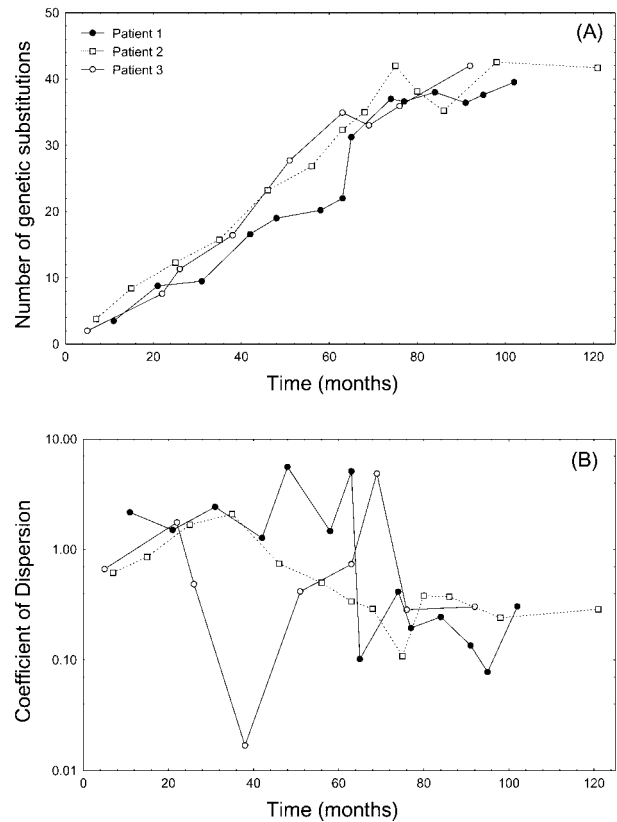 (A)
Patient 1
Patient 2
Patient 3
50
40
30
20
10
0
Number of genetic substitutions
0 20 40 60 80 100 120
Time (months)
(B)
10.00
1.00
0.10
0.01
Coefficient of Dispersion
0 20 40 60 80 100 120
Time (months)